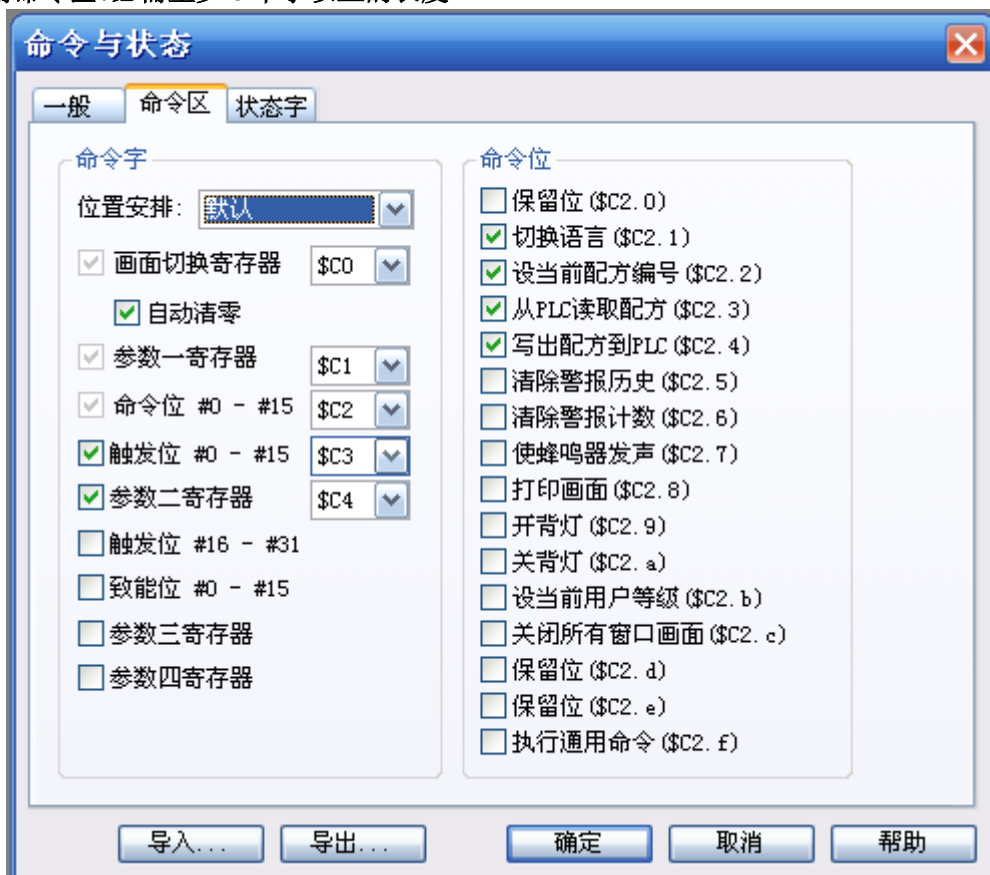 命令与状态
一般 命令区 状态字
命令字
位置安排: 默认
画面切换寄存器 $C0
自动清零
参数一寄存器 $C1
命令位 #0 - #15 $C2
触发位 #0 - #15 $C3
参数二寄存器 $C4
触发位 #16 - #31
致能位 #0 - #15
参数三寄存器
参数四寄存器
命令位
保留位($C2.0)
切换语言($C2.1)
设当前配方编号($C2.2)
从PLC读取配方($C2.3)
写出配方到PLC($C2.4)
清除警报历史($C2.5)
清除警报计数($C2.6)
使蜂鸣器发声($C2.7)
打印画面($C2.8)
开背灯($C2.9)
关背灯($C2.a)
设当前用户等级($C2.b)
关闭所有窗口画面($C2.c)
保留位($C2.d)
保留位($C2.e)
执行通用命令($C2.f)
导入... 导出... 确定 取消 帮助